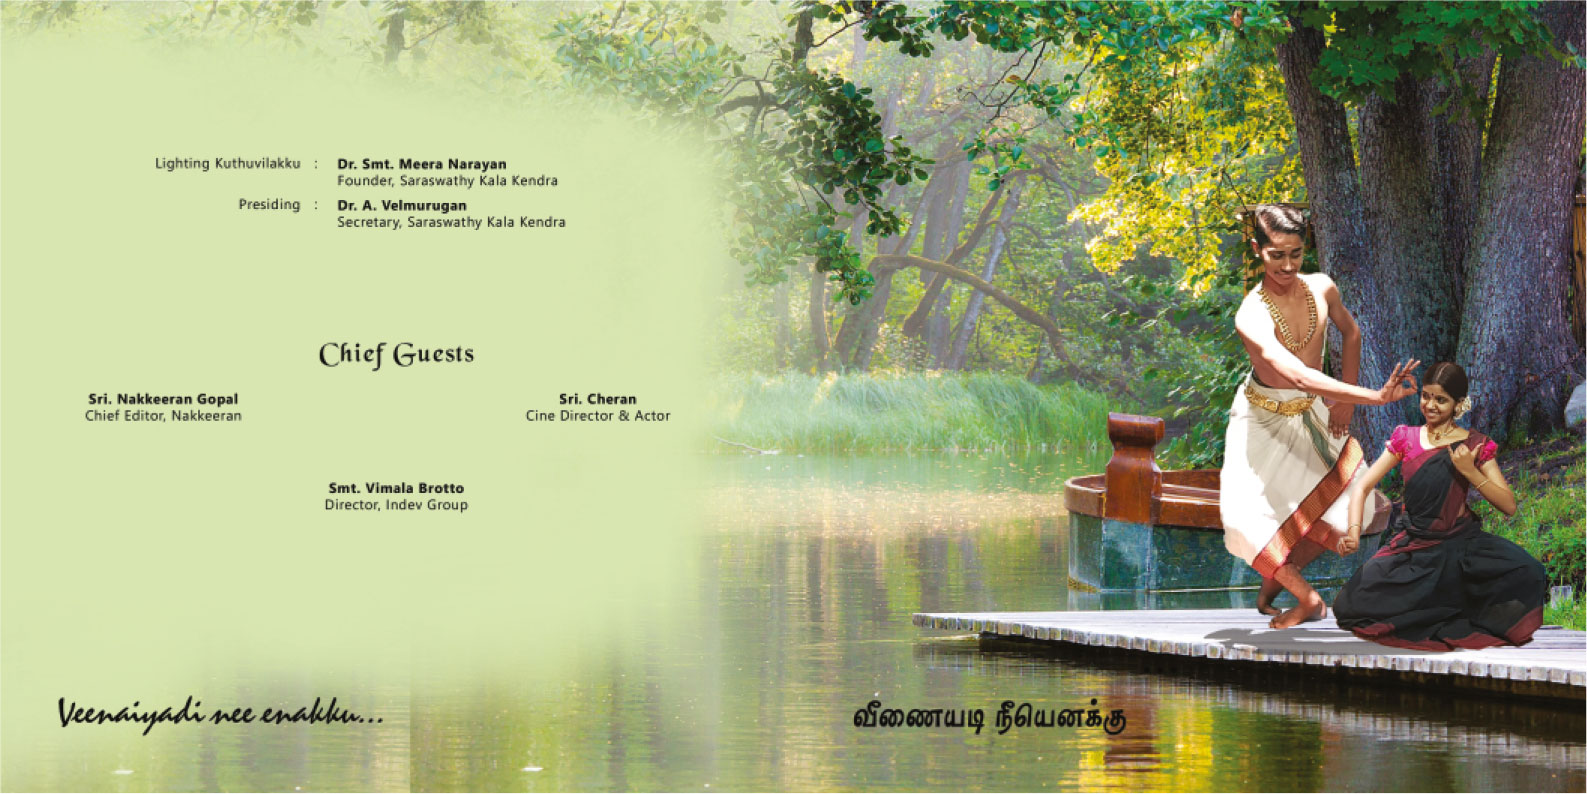 Lighting Kuthuvilakku : Dr. Smt. Meera Narayan
Founder, Saraswathy Kala Kendra
Presiding : Dr. A. Velmurugan
Secretary, Saraswathy Kala Kendra
Chief Guests
Sri. Nakkeeran Gopal
Chief Editor, Nakkeeran
Sri. Cheran
Cine Director & Actor
Smt. Vimala Brotto
Director, Indev Group
Veenaiyadi nee enakku...
வீணையடி நீயெனக்கு